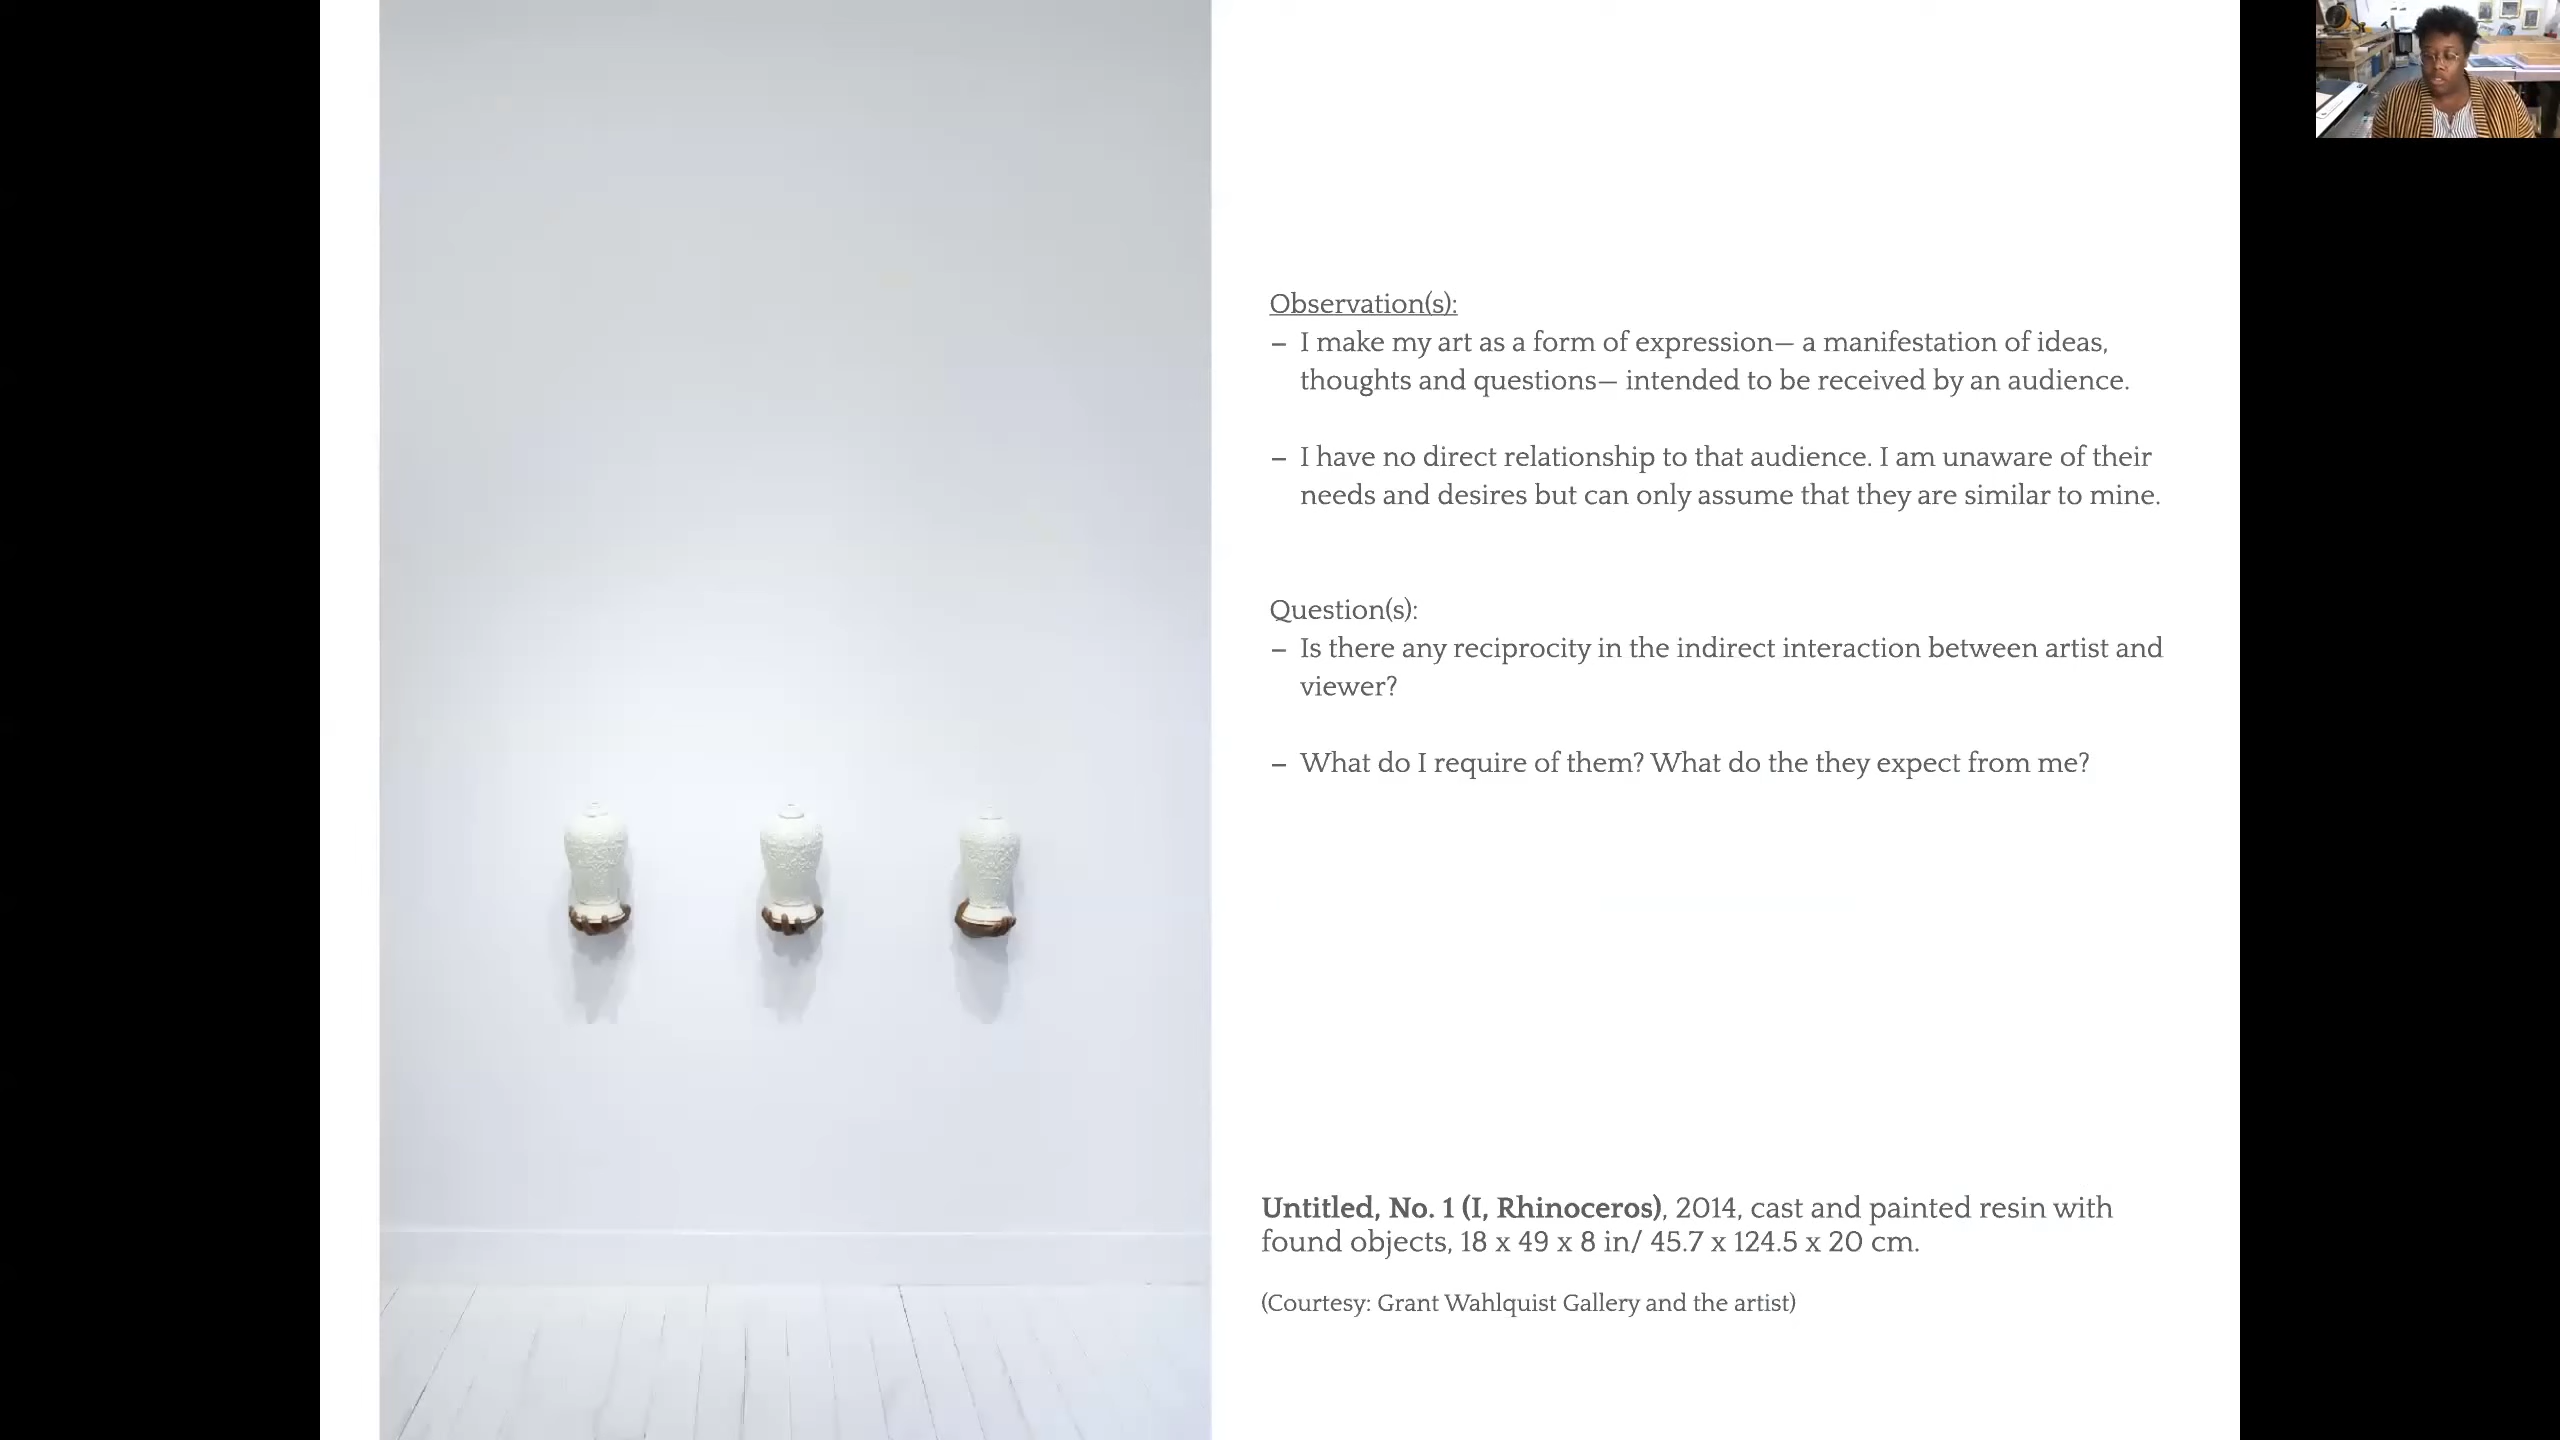 Observation(s):
– I make my art as a form of expression— a manifestation of ideas,
thoughts and questions— intended to be received by an audience.
– I have no direct relationship to that audience. I am unaware of their
needs and desires but can only assume that they are similar to mine.
Question(s):
– Is there any reciprocity in the indirect interaction between artist and
viewer?
– What do I require of them? What do the they expect from me?
Untitled, No. 1 (I, Rhinoceros), 2014, cast and painted resin with
found objects, 18 x 49 x 8 in/ 45.7 x 124.5 x 20 cm.
(Courtesy: Grant Wahlquist Gallery and the artist)